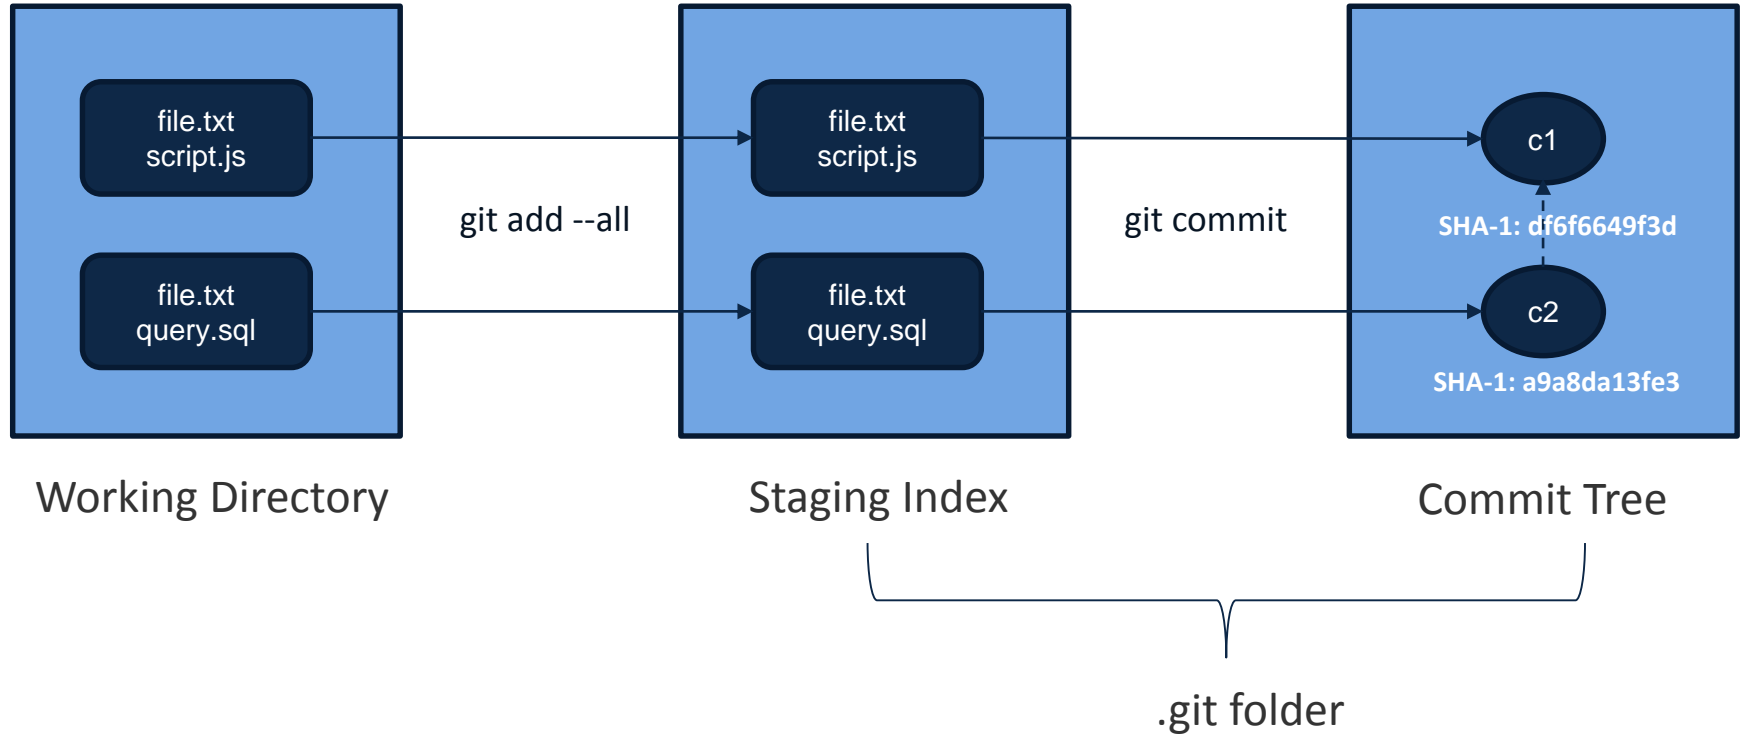 file.txt
script.js
file.txt
query.sql
Working Directory
git add --all
file.txt
script.js
file.txt
query.sql
Staging Index
git commit
c1
SHA-1: df6f6649f3d
c2
SHA-1: a9a8da13fe3
Commit Tree
.git folder